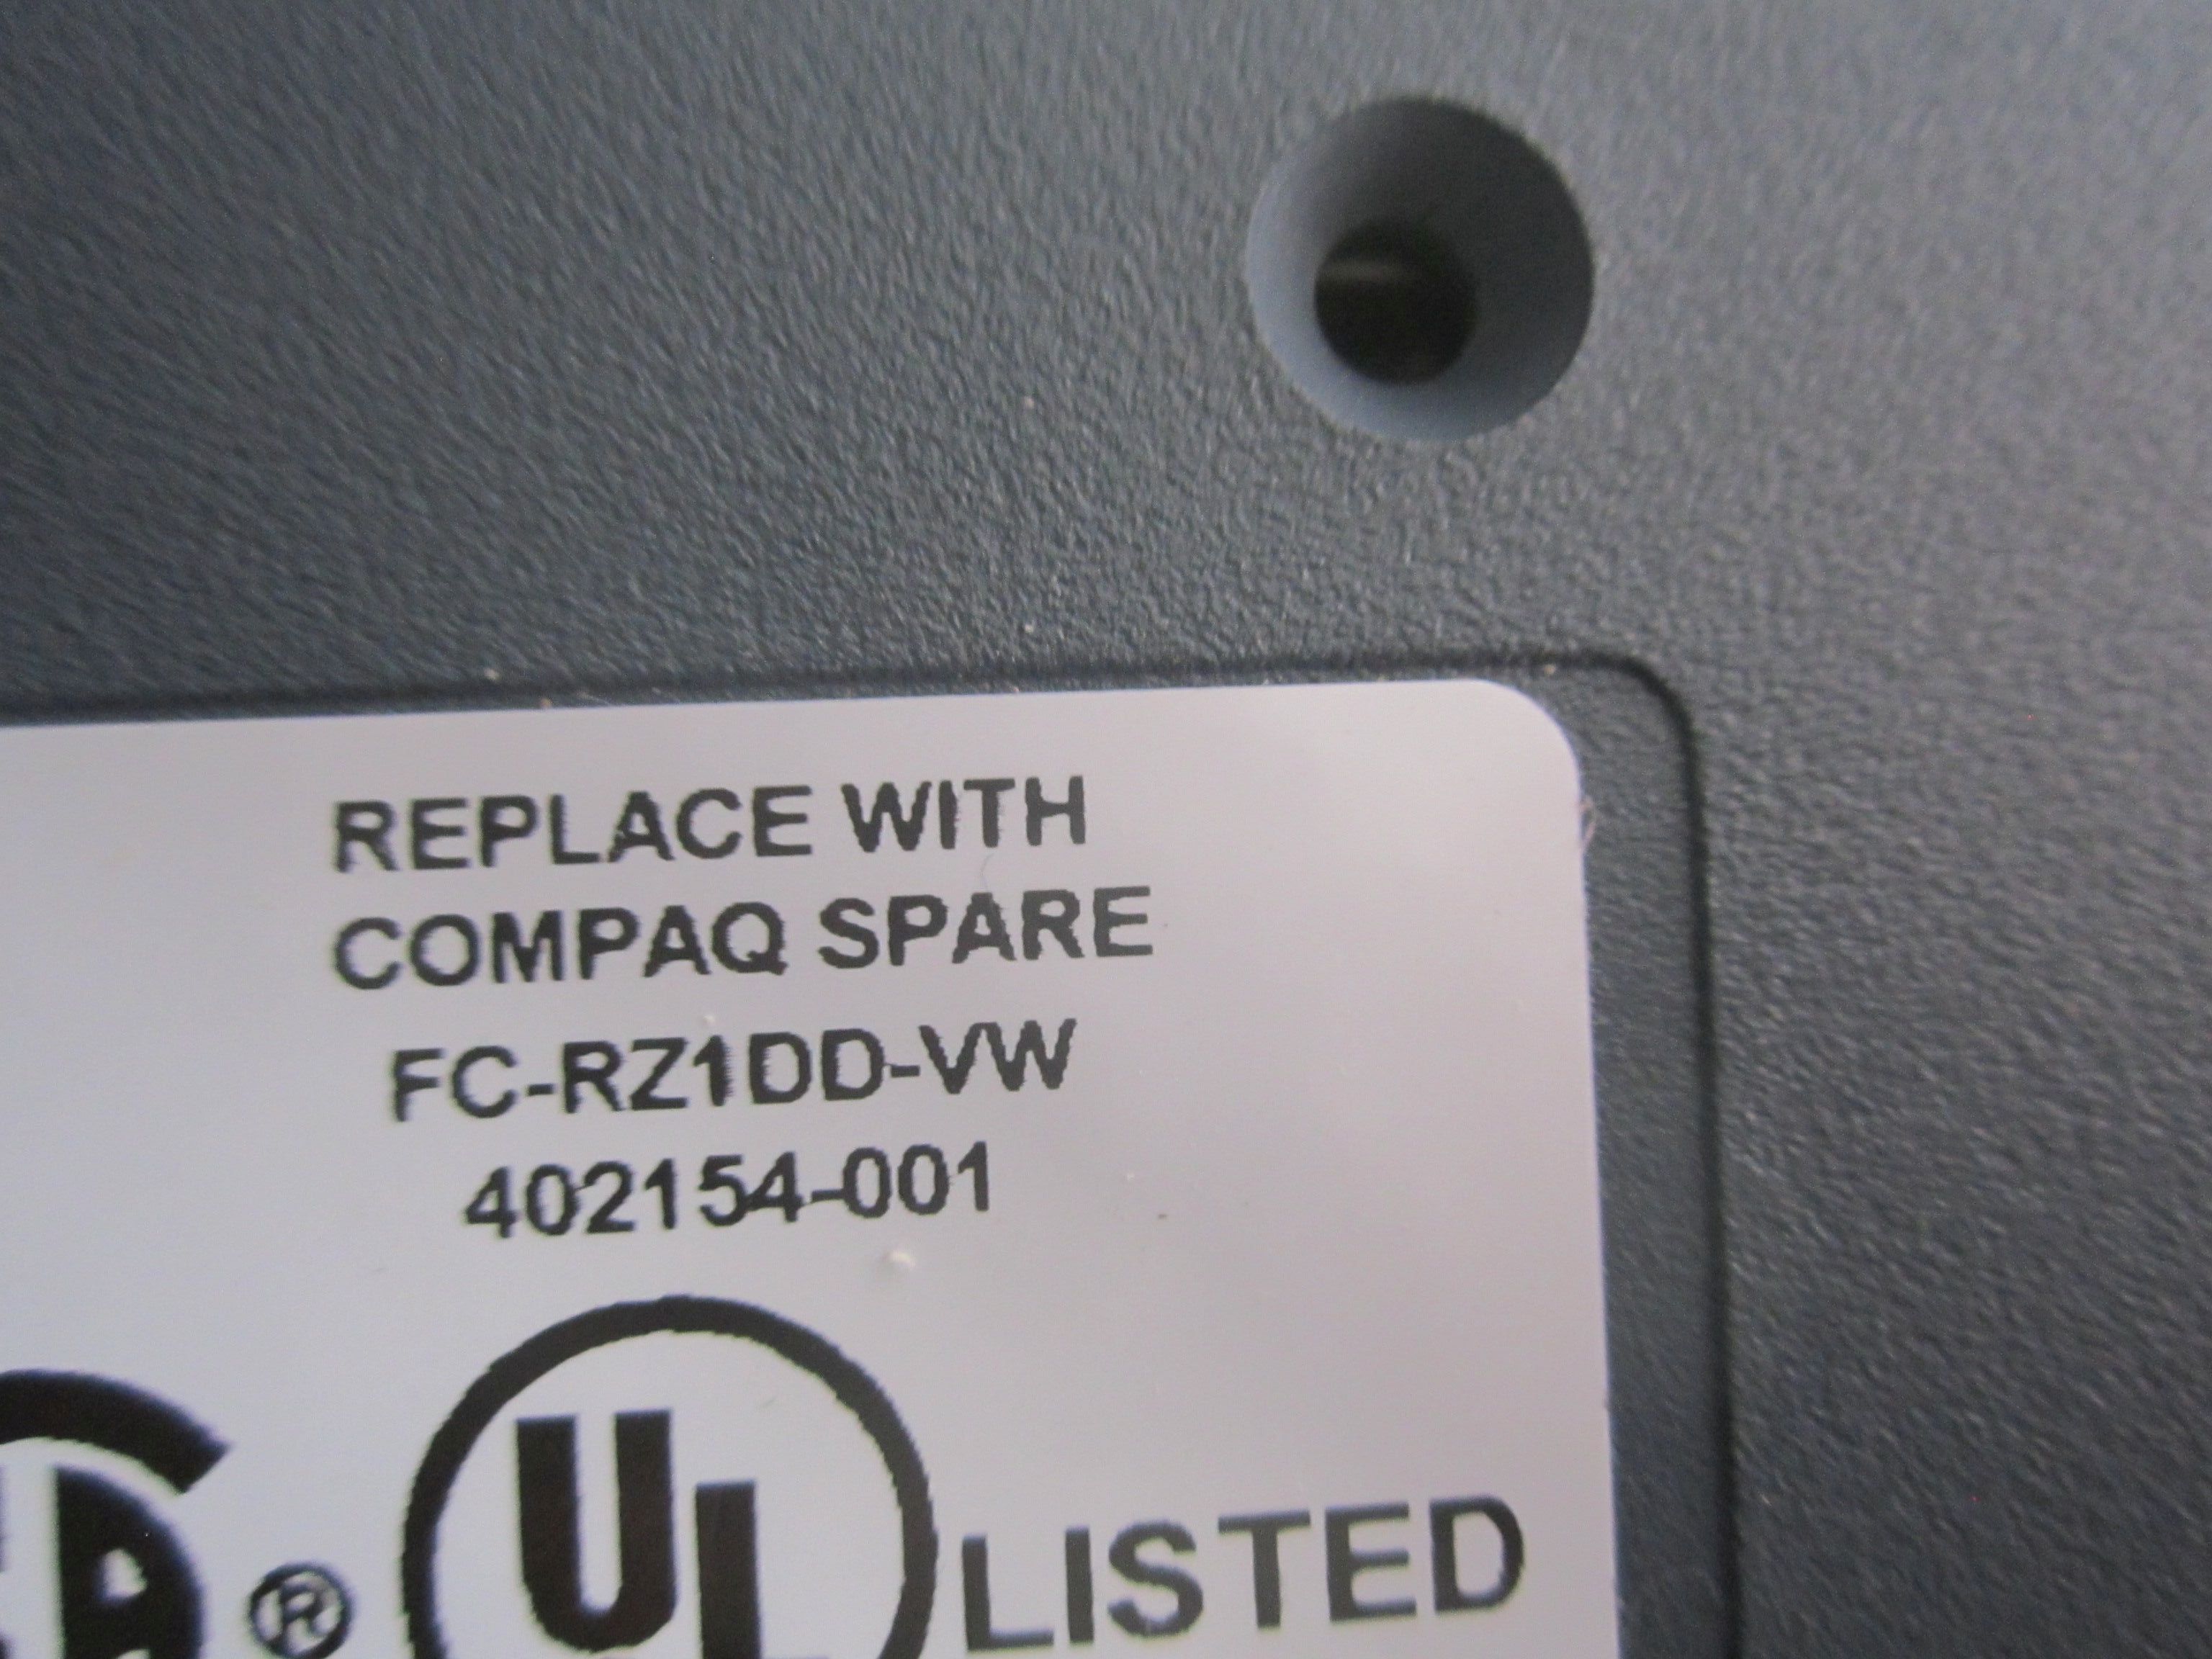 REPLACE WITH
COMPAQ SPARE
FC-RZ1DD-VW
402154-001
®
UL LISTED